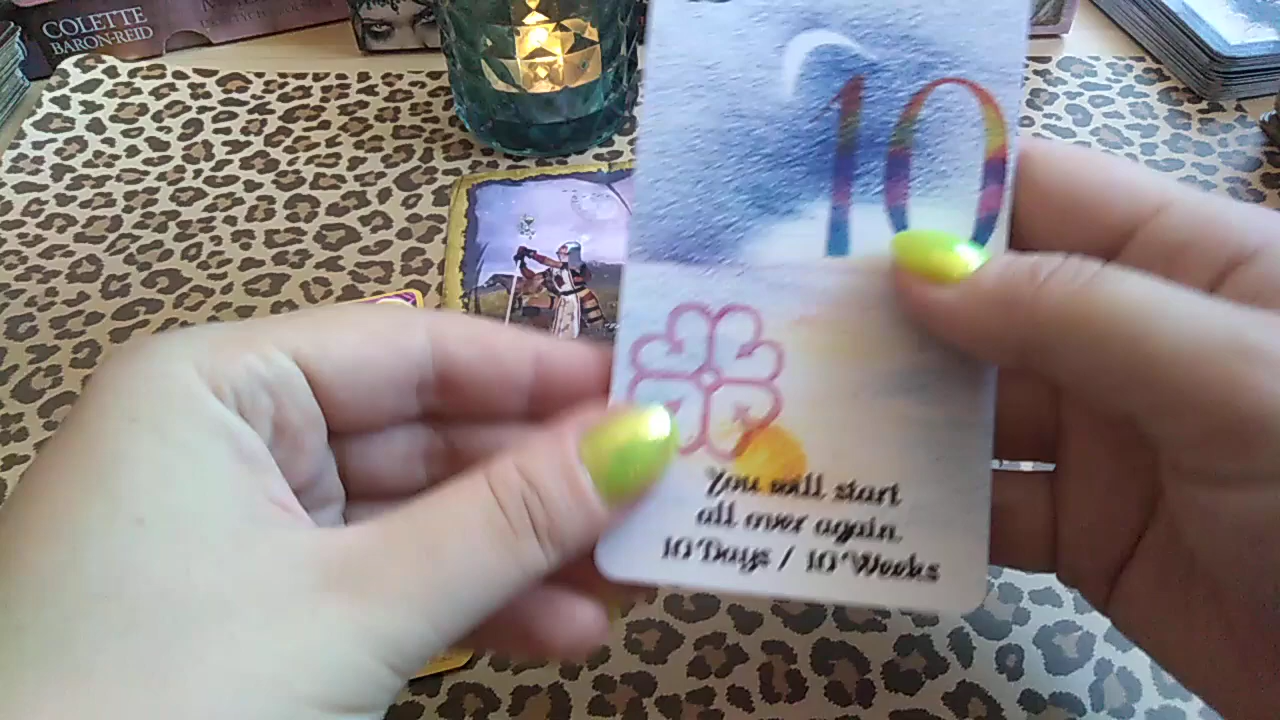 COLETTE
BARON-REID
10
You will start
all over again.
10 Days / 10 Weeks